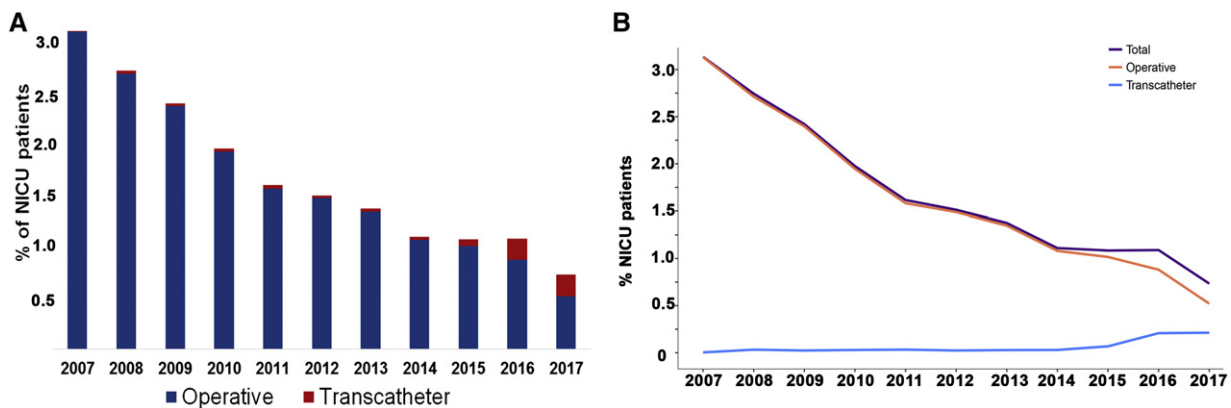 A
% of NICU patients
3.0
2.5
2.0
1.5
1.0
0.5
2007 2008 2009 2010 2011 2012 2013 2014 2015 2016 2017
Operative Transcatheter
B
% NICU patients
3.0
2.5
2.0
1.5
1.0
0.5
0
Total
Operative
Transcatheter
2007 2008 2009 2010 2011 2012 2013 2014 2015 2016 2017